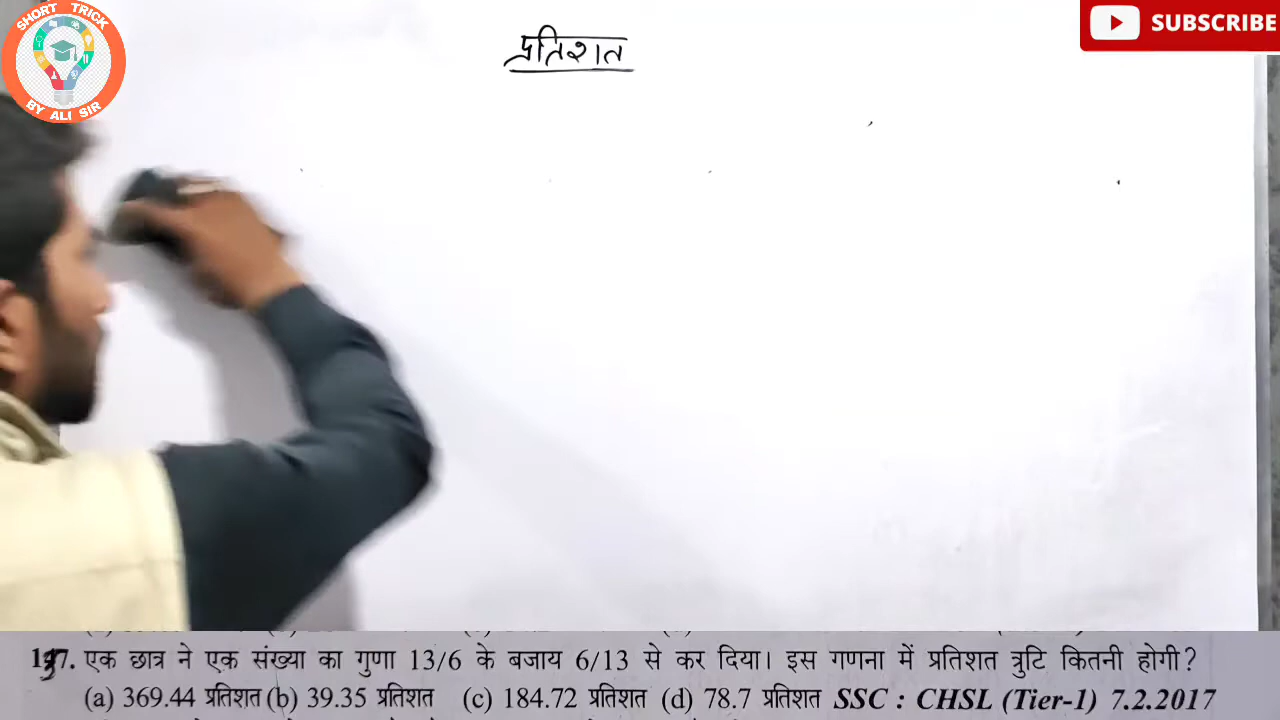 SHORT TRICK
BY ALI SIR
SUBSCRIBE
प्रतिशत
एक छात्र ने एक संख्या का गुणा 13/6 के बजाय 6/13 से कर दिया। इस गणना में प्रतिशत त्रुटि कितनी होगी?
(a) 369.44 प्रतिशत (b) 39.35 प्रतिशत (c) 184.72 प्रतिशत (d) 78.7 प्रतिशत SSC : CHSL (Tier-1) 7.2.2017